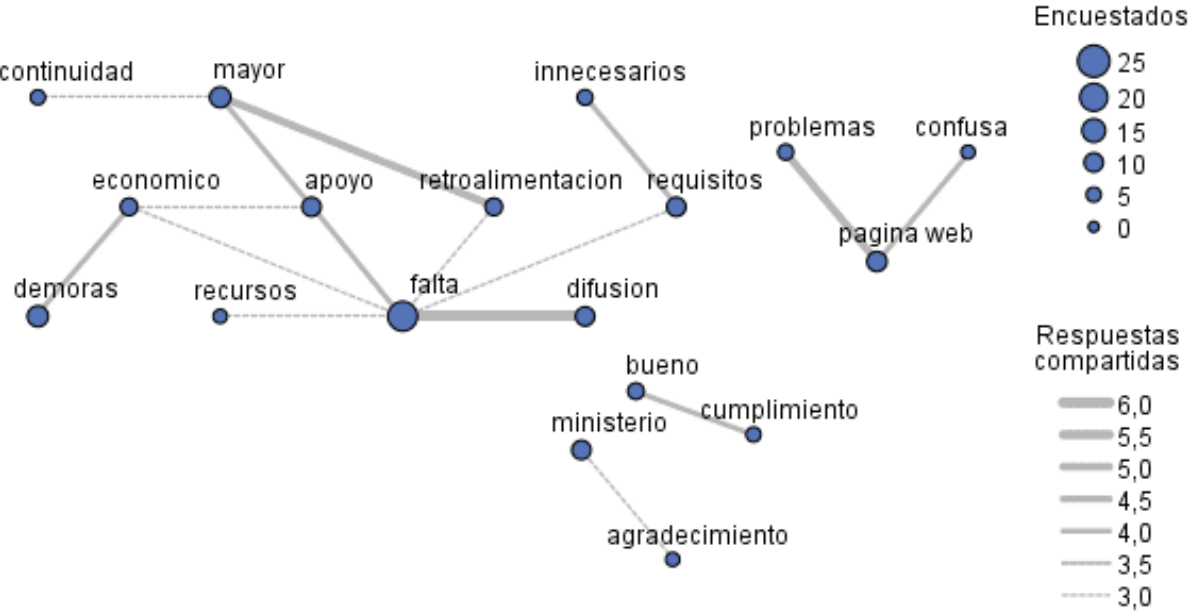 Encuestados
continuidad
mayor
innecesarios
25
20
problemas
confusa
15
10
economico
apoyo
retroalimentacion
requisitos
5
0
pagina web
demoras
recursos
falta
difusion
Respuestas
compartidas
bueno
cumplimiento
ministerio
6,0
5,5
5,0
4,5
agradecimiento
4,0
3,5
3,0